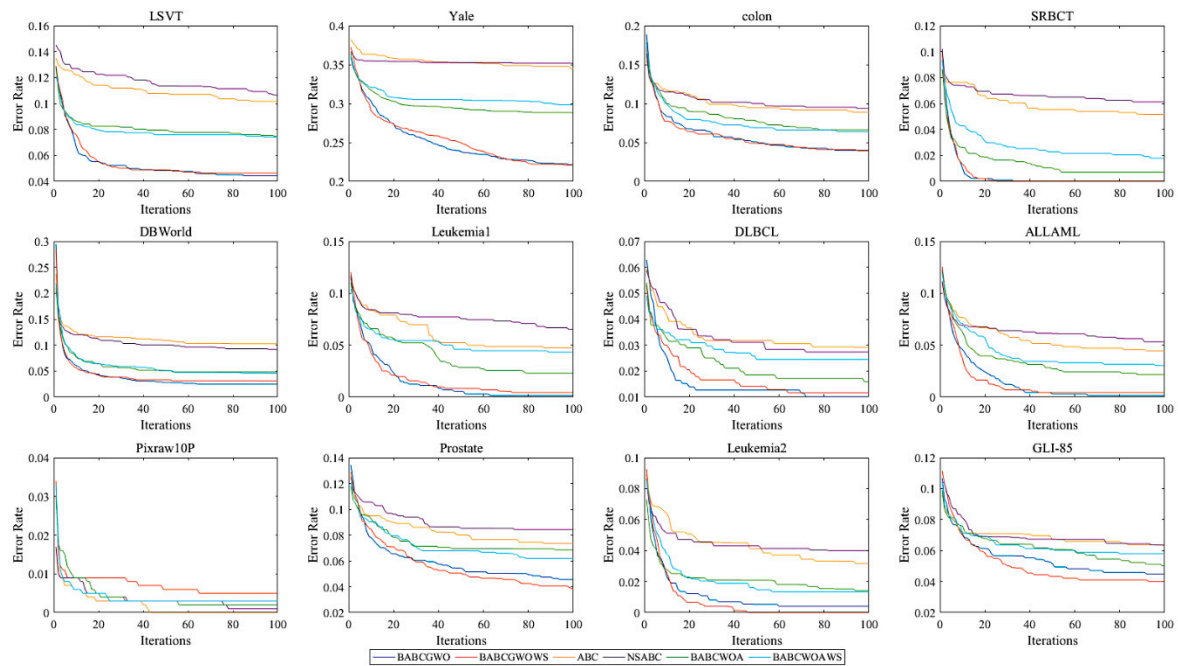 LSVT
Error Rate
0.16
0.14
0.12
0.1
0.08
0.06
0.04
0 20 40 60 80 100
Iterations
Yale
Error Rate
0.4
0.35
0.3
0.25
0.2
0 20 40 60 80 100
Iterations
colon
Error Rate
0.2
0.15
0.1
0.05
0
0 20 40 60 80 100
Iterations
SRBCT
Error Rate
0.12
0.1
0.08
0.06
0.04
0.02
0
0 20 40 60 80 100
Iterations
DBWorld
Error Rate
0.3
0.25
0.2
0.15
0.1
0.05
0
0 20 40 60 80 100
Iterations
Leukemia1
Error Rate
0.15
0.1
0.05
0
0 20 40 60 80 100
Iterations
DLBCL
Error Rate
0.07
0.06
0.05
0.04
0.03
0.02
0.01
0 20 40 60 80 100
Iterations
ALLAML
Error Rate
0.15
0.1
0.05
0
0 20 40 60 80 100
Iterations
Pixraw10P
Error Rate
0.04
0.03
0.02
0.01
0
0 20 40 60 80 100
Iterations
Prostate
Error Rate
0.14
0.12
0.1
0.08
0.06
0.04
0.02
0 20 40 60 80 100
Iterations
Leukemia2
Error Rate
0.1
0.08
0.06
0.04
0.02
0
0 20 40 60 80 100
Iterations
GLI-85
Error Rate
0.12
0.1
0.08
0.06
0.04
0.02
0 20 40 60 80 100
Iterations
BABCGWO BABCGWOWS ABC NSABC BABCWOA BABCWOAWS